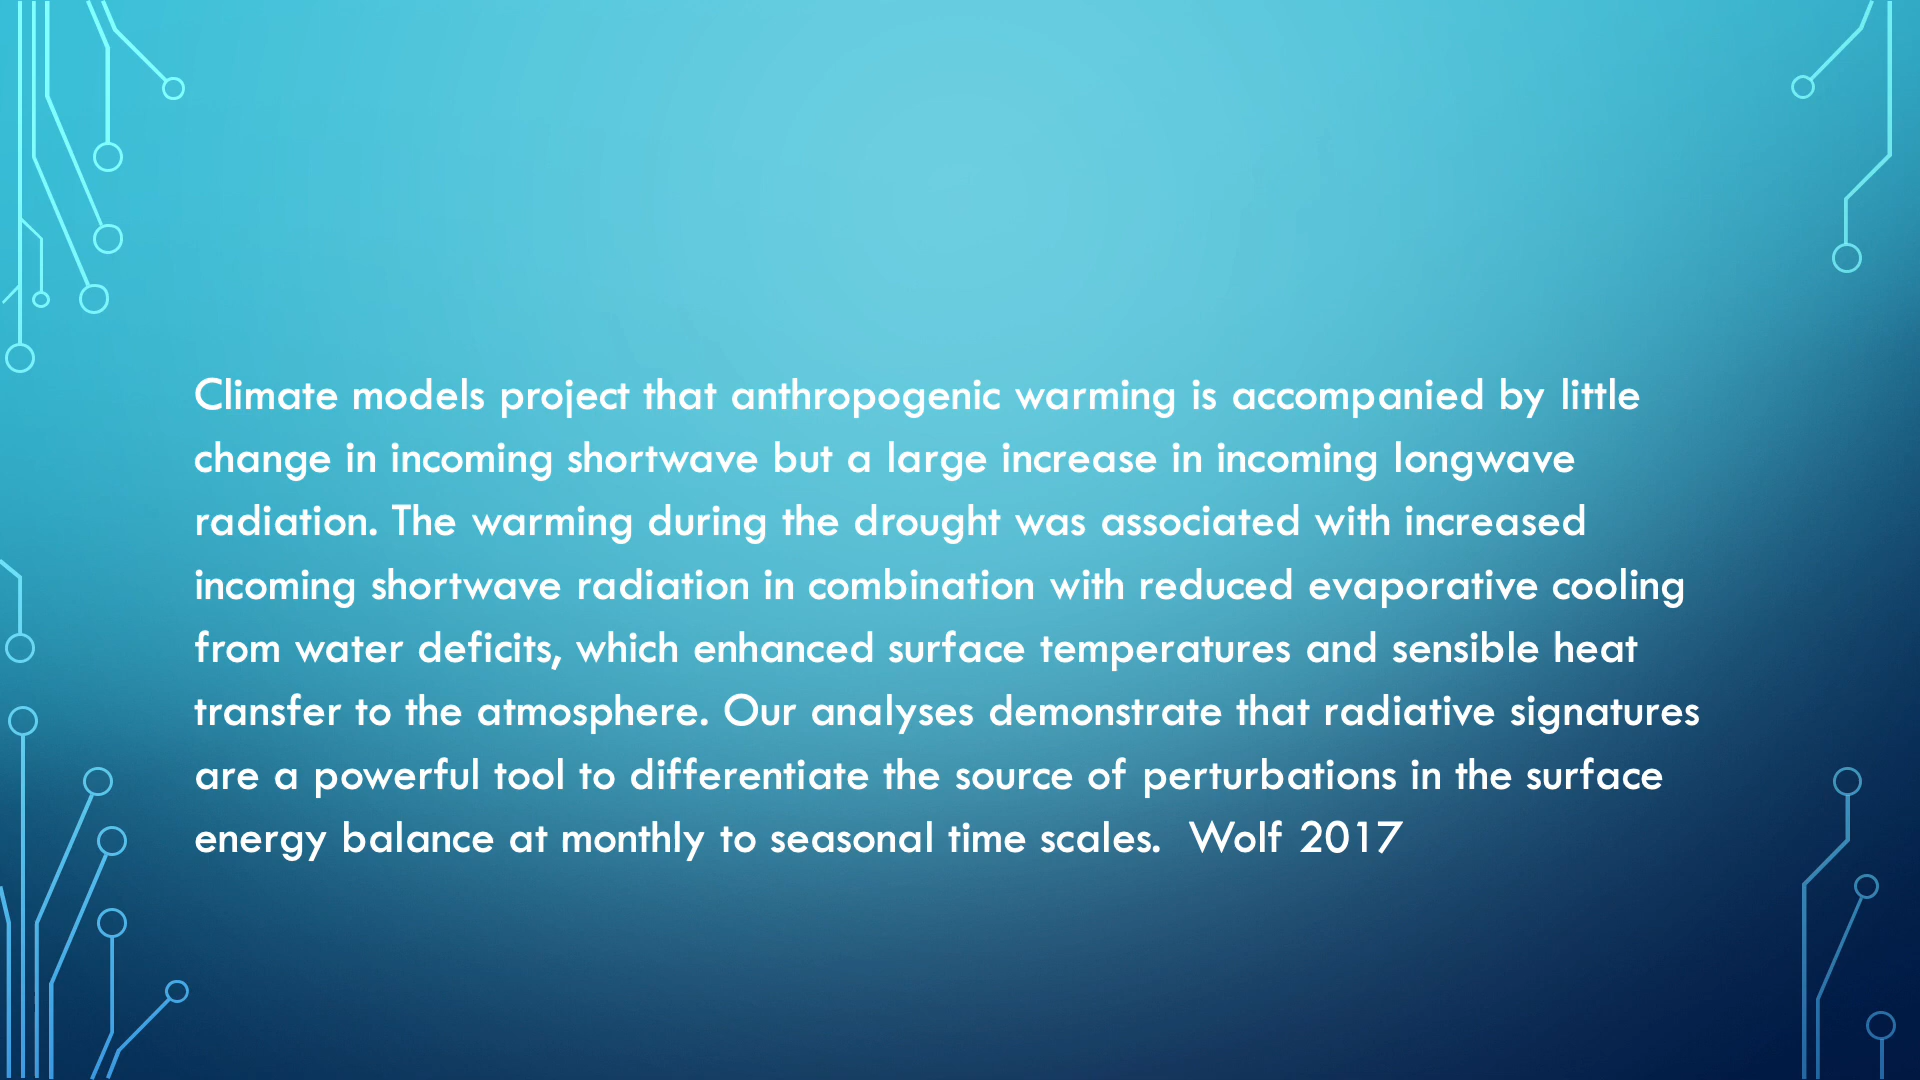 Climate models project that anthropogenic warming is accompanied by little
change in incoming shortwave but a large increase in incoming longwave
radiation. The warming during the drought was associated with increased
incoming shortwave radiation in combination with reduced evaporative cooling
from water deficits, which enhanced surface temperatures and sensible heat
transfer to the atmosphere. Our analyses demonstrate that radiative signatures
are a powerful tool to differentiate the source of perturbations in the surface
energy balance at monthly to seasonal time scales.  Wolf 2017